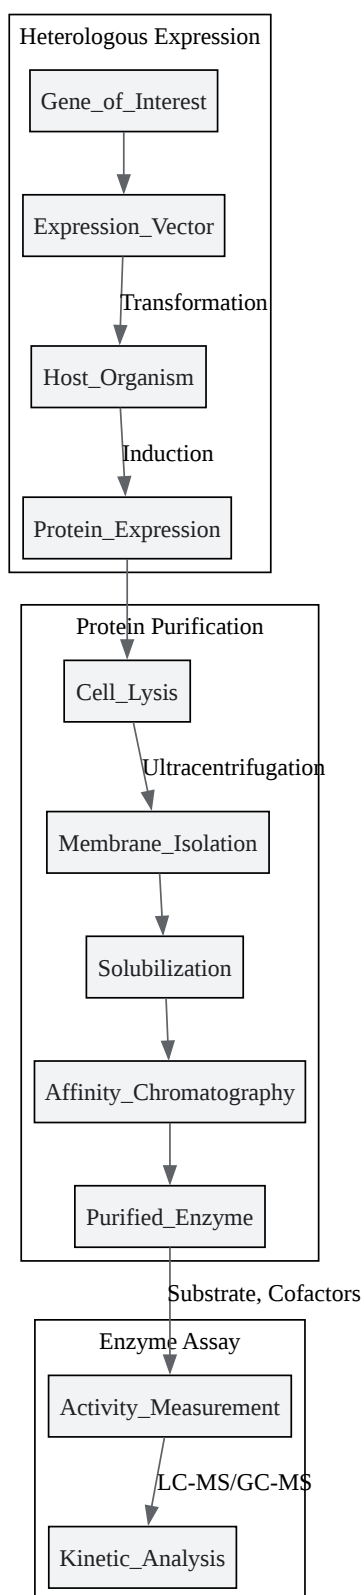 Heterologous Expression
Gene_of_Interest
Expression_Vector
Transformation
Host_Organism
Induction
Protein_Expression
Protein Purification
Cell_Lysis
Ultracentrifugation
Membrane_Isolation
Solubilization
Affinity_Chromatography
Purified_Enzyme
Substrate, Cofactors
Enzyme Assay
Activity_Measurement
LC-MS/GC-MS
Kinetic_Analysis